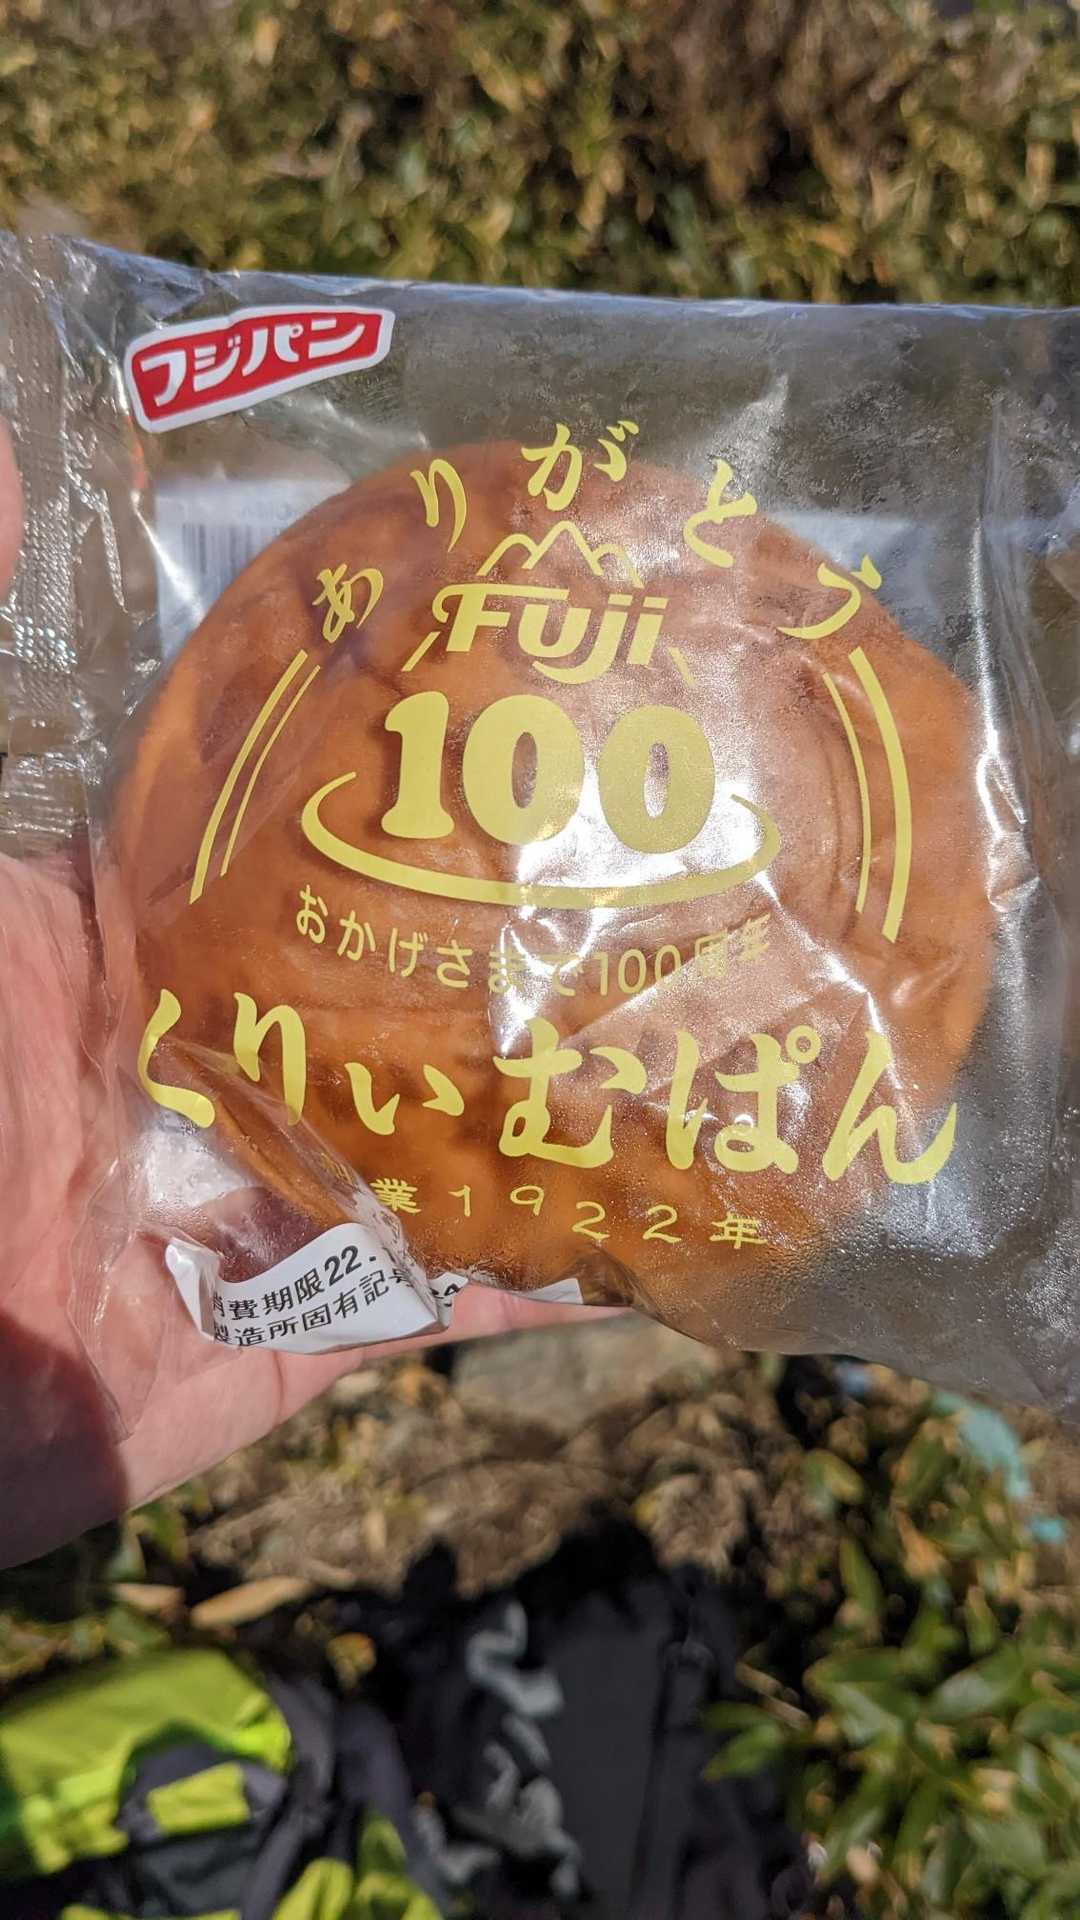 フジパン
ありがとう
Fuji
100
おかげさまで100周年
くりぃむぱん
創業1922年
消費期限22.
製造所固有記号